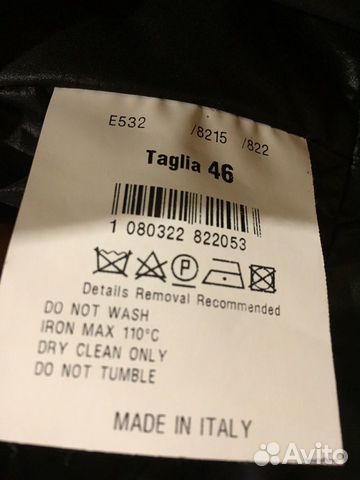 E532 /8215 /822
Taglia 46
1 080322 822053
P
Details Removal Recommended
DO NOT WASH
IRON MAX 110°C
DRY CLEAN ONLY
DO NOT TUMBLE
MADE IN ITALY
Avito